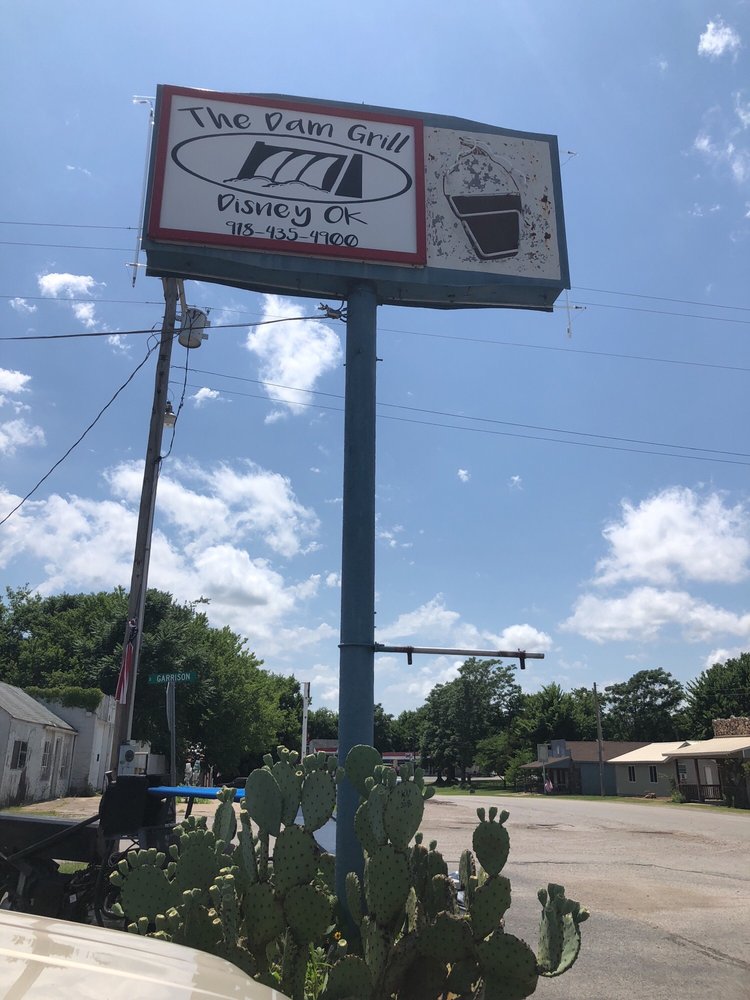 The Dam Grill
Disney OK
918-435-4900
GARRISON